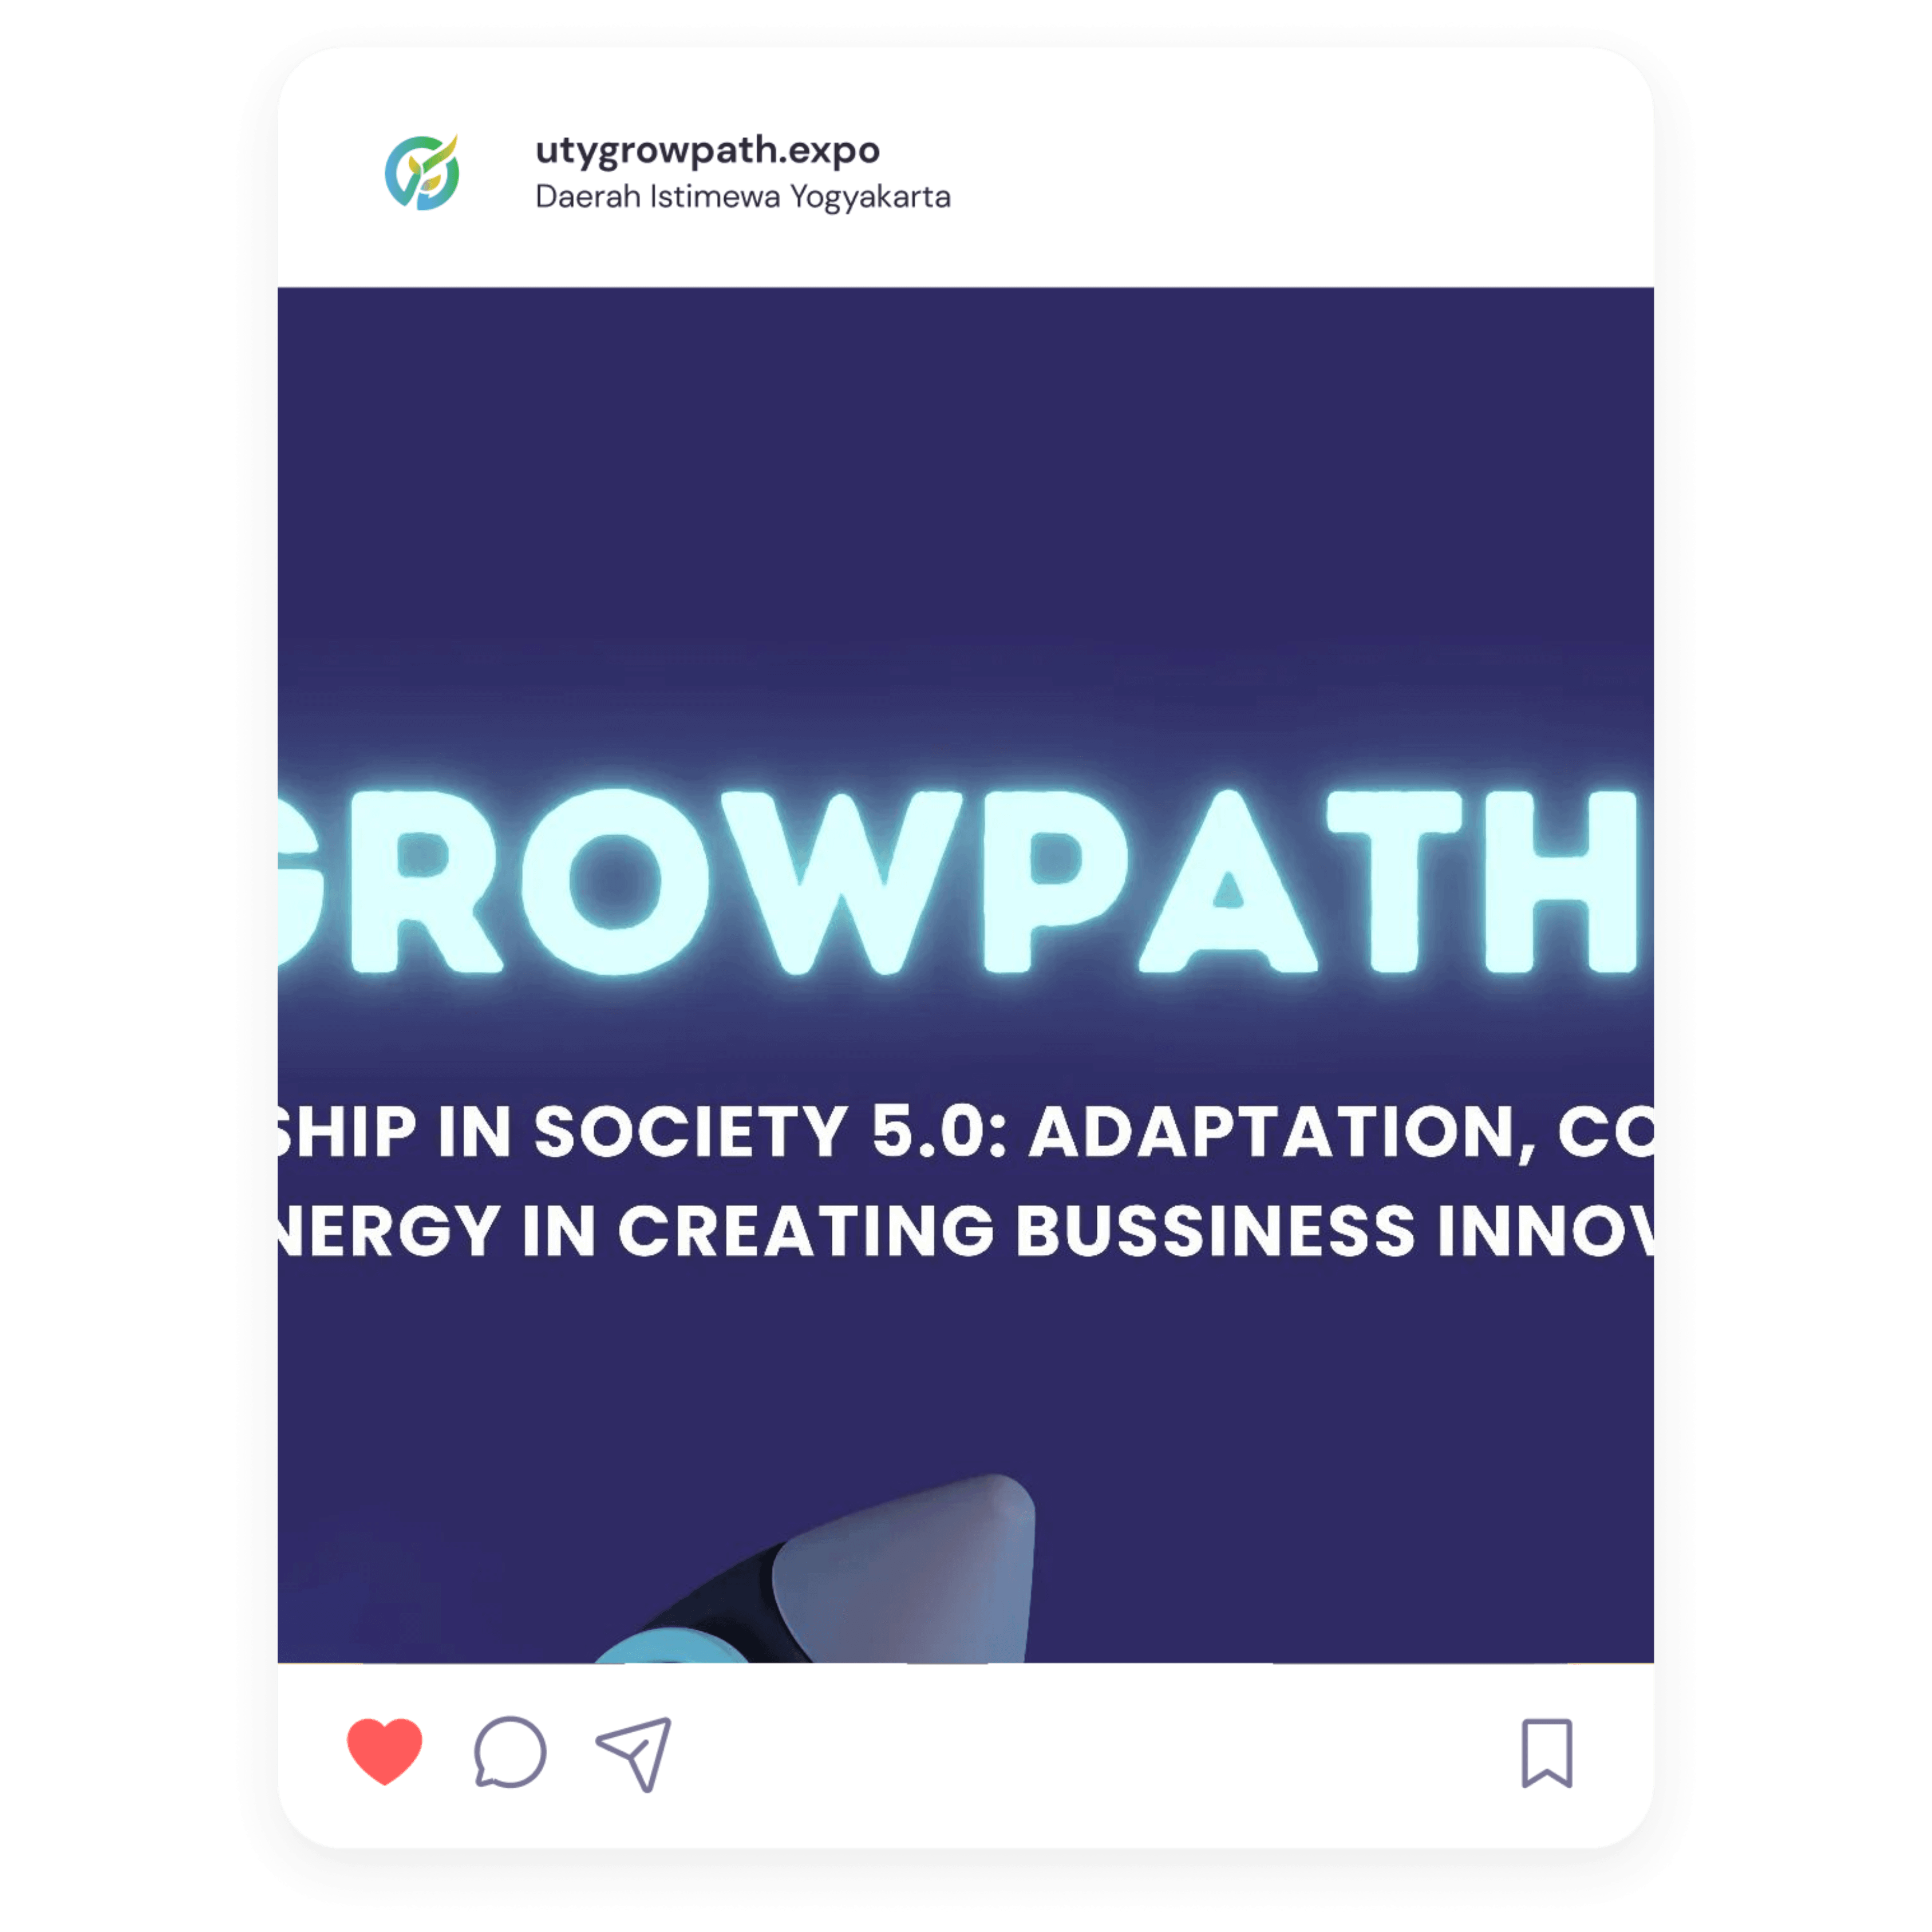 utygrowpath.expo
Daerah Istimewa Yogyakarta
GROWPATH
SHIP IN SOCIETY 5.0: ADAPTATION, CO
NERGY IN CREATING BUSSINESS INNOV